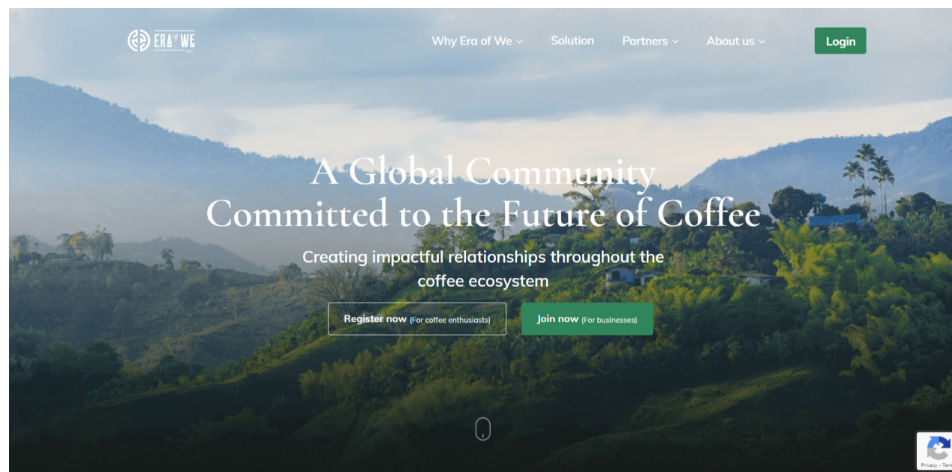 ERA of WE
Why Era of We
Solution
Partners
About us
Login
A Global Community
Committed to the Future of Coffee
Creating impactful relationships throughout the
coffee ecosystem
Register now (For coffee enthusiasts)
Join now (For businesses)
Privacy -